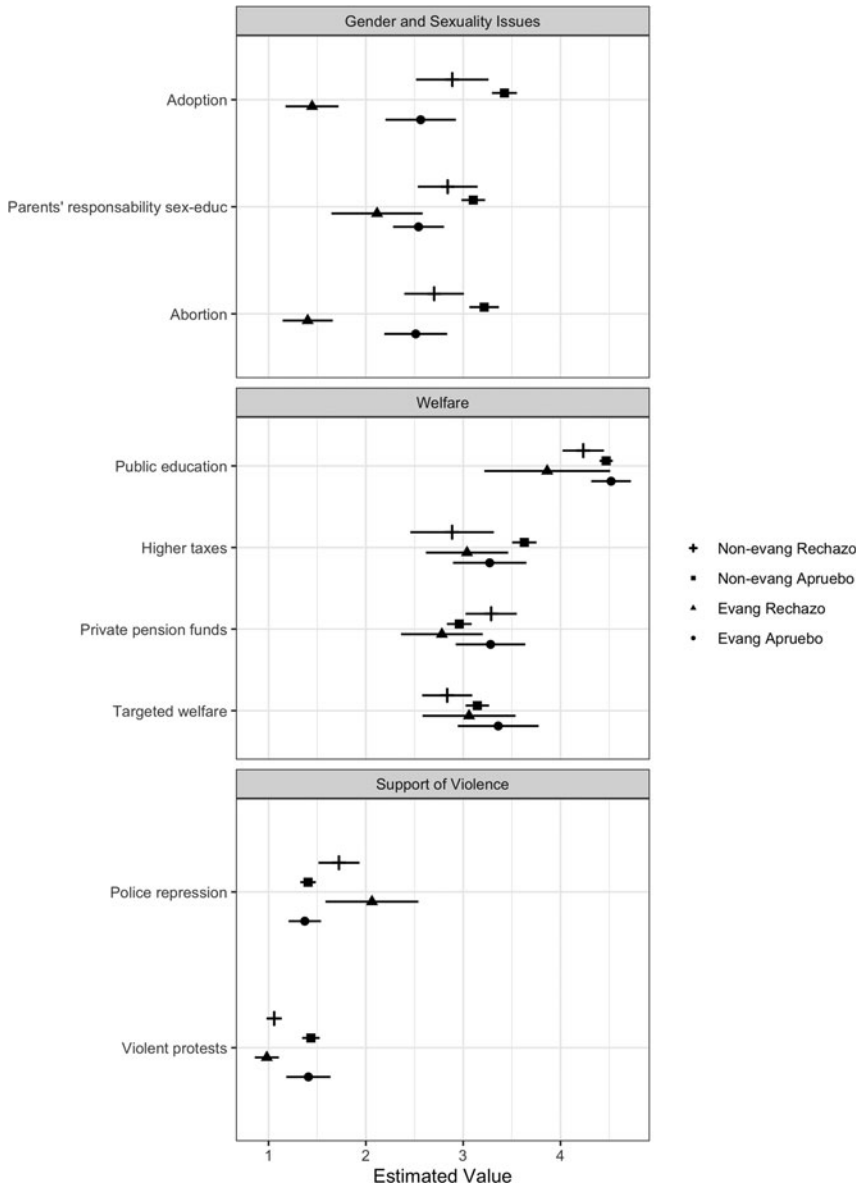 Gender and Sexuality Issues
Adoption
Parents' responsability sex-educ
Abortion
Welfare
Public education
Higher taxes
Private pension funds
Targeted welfare
Non-evang Rechazo
Non-evang Apruebo
Evang Rechazo
Evang Apruebo
Support of Violence
Police repression
Violent protests
1 2 3 4
Estimated Value